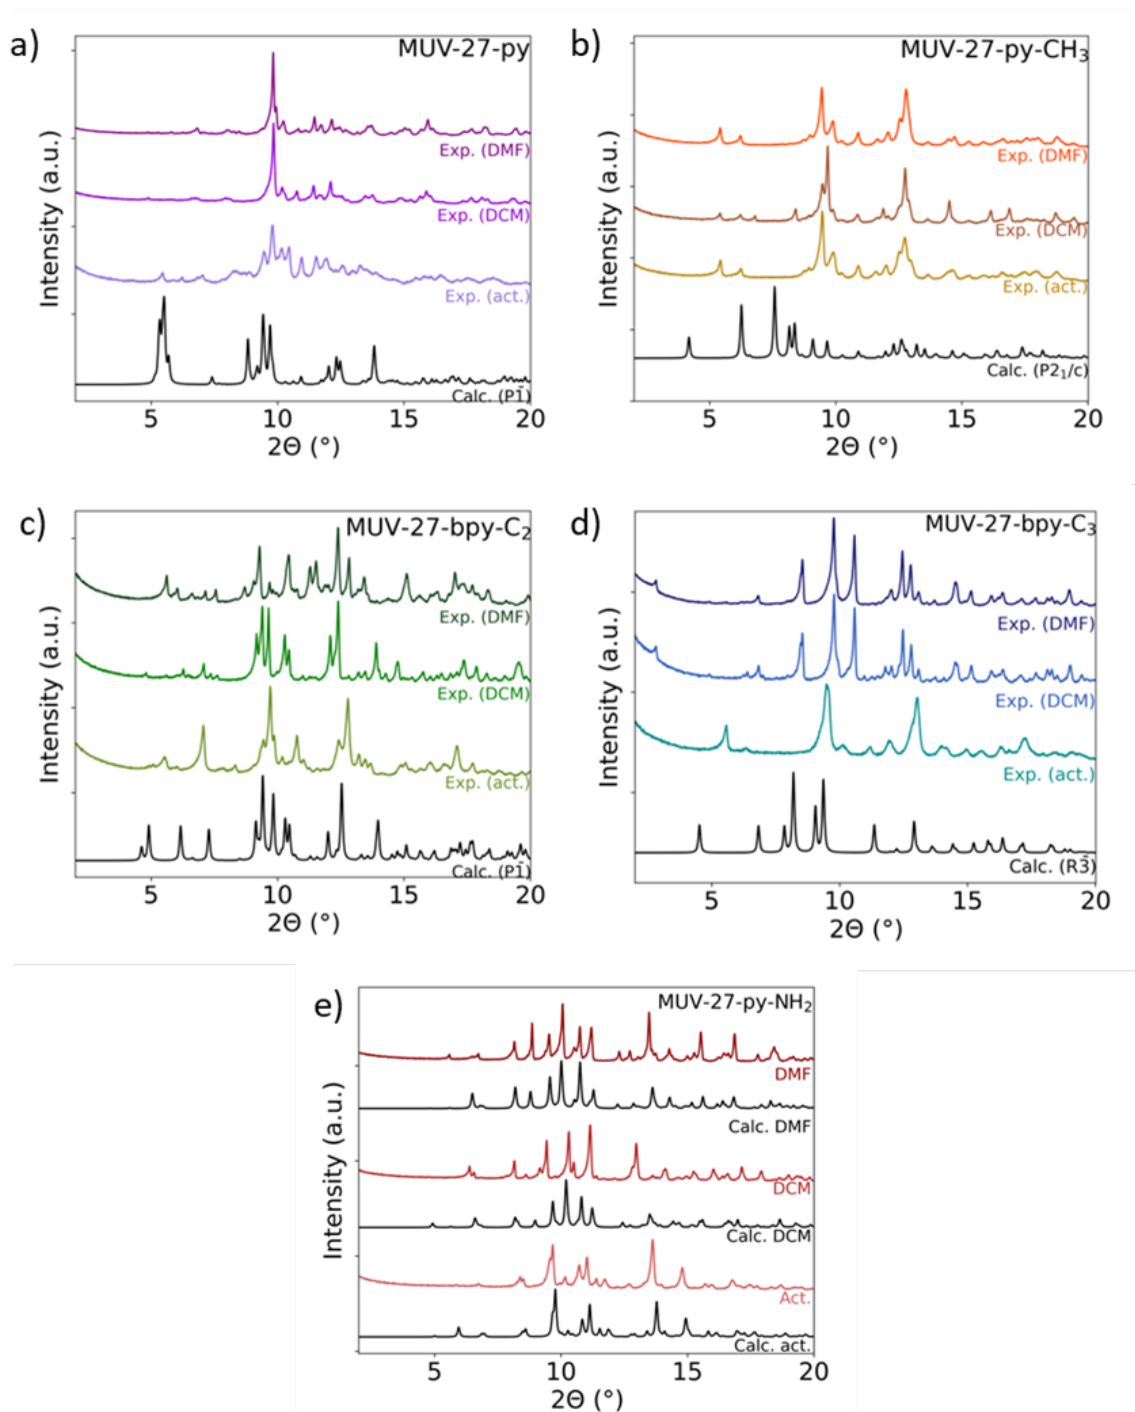 a)
MUV-27-py
Intensity (a.u.)
Exp. (DMF)
Exp. (DCM)
Exp. (act.)
Calc. (P1̄)
5 10 15 20
2Θ (°)
b)
MUV-27-py-CH₃
Intensity (a.u.)
Exp. (DMF)
Exp. (DCM)
Exp. (act.)
Calc. (P2₁/c)
5 10 15 20
2Θ (°)
c)
MUV-27-bpy-C₂
Intensity (a.u.)
Exp. (DMF)
Exp. (DCM)
Exp. (act.)
Calc. (P1̄)
5 10 15 20
2Θ (°)
d)
MUV-27-bpy-C₃
Intensity (a.u.)
Exp. (DMF)
Exp. (DCM)
Exp. (act.)
Calc. (R3̄)
5 10 15 20
2Θ (°)
e)
MUV-27-py-NH₂
Intensity (a.u.)
DMF
Calc. DMF
DCM
Calc. DCM
Act.
Calc. act.
5 10 15 20
2Θ (°)